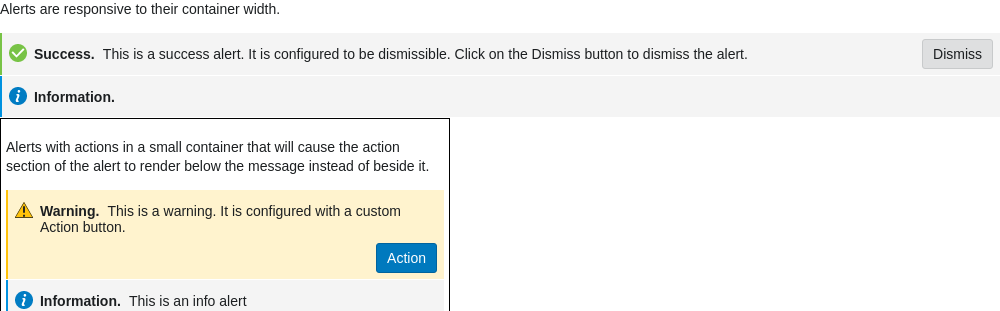 Alerts are responsive to their container width.
Success. This is a success alert. It is configured to be dismissible. Click on the Dismiss button to dismiss the alert. Dismiss
Information.
Alerts with actions in a small container that will cause the action
section of the alert to render below the message instead of beside it.
Warning. This is a warning. It is configured with a custom
Action button.
Action
Information. This is an info alert